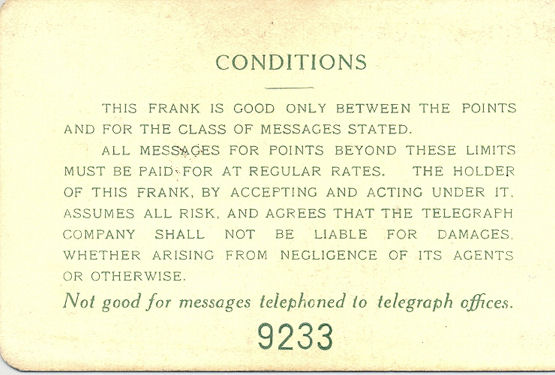 CONDITIONS
THIS FRANK IS GOOD ONLY BETWEEN THE POINTS
AND FOR THE CLASS OF MESSAGES STATED.
ALL MESSAGES FOR POINTS BEYOND THESE LIMITS
MUST BE PAID FOR AT REGULAR RATES. THE HOLDER
OF THIS FRANK, BY ACCEPTING AND ACTING UNDER IT,
ASSUMES ALL RISK, AND AGREES THAT THE TELEGRAPH
COMPANY SHALL NOT BE LIABLE FOR DAMAGES,
WHETHER ARISING FROM NEGLIGENCE OF ITS AGENTS
OR OTHERWISE.
Not good for messages telephoned to telegraph offices.
9233